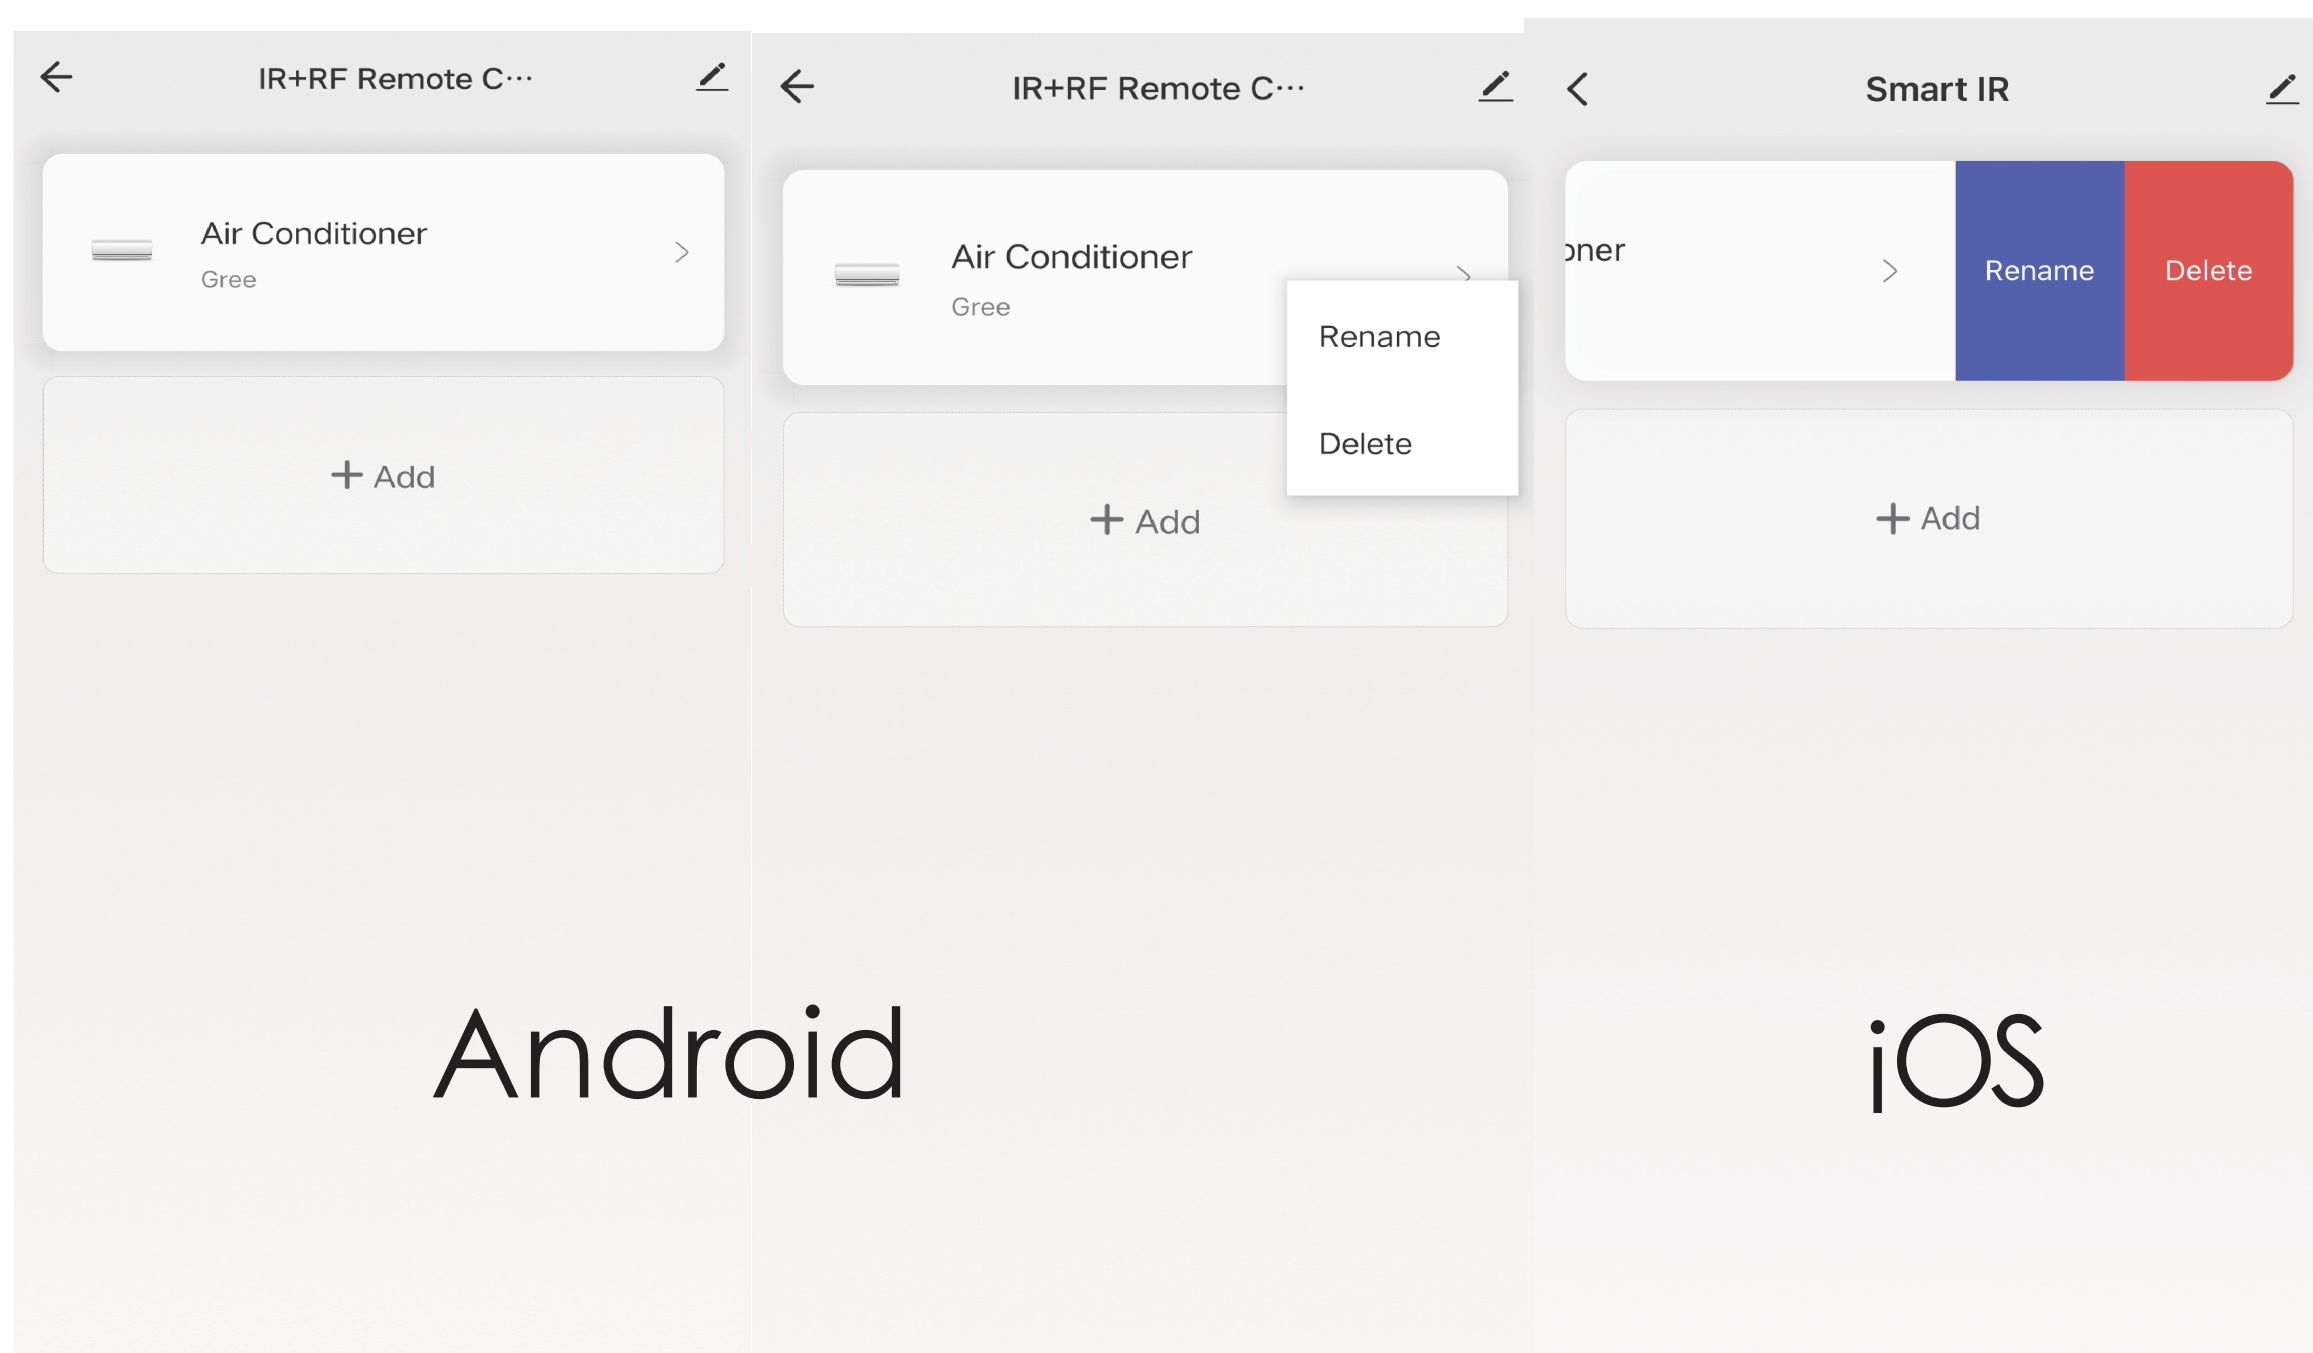 IR+RF Remote C···
Air Conditioner
Gree
+ Add
IR+RF Remote C···
Air Conditioner
Gree
Rename
Delete
+ Add
Android
Smart IR
oner
Rename
Delete
+ Add
iOS